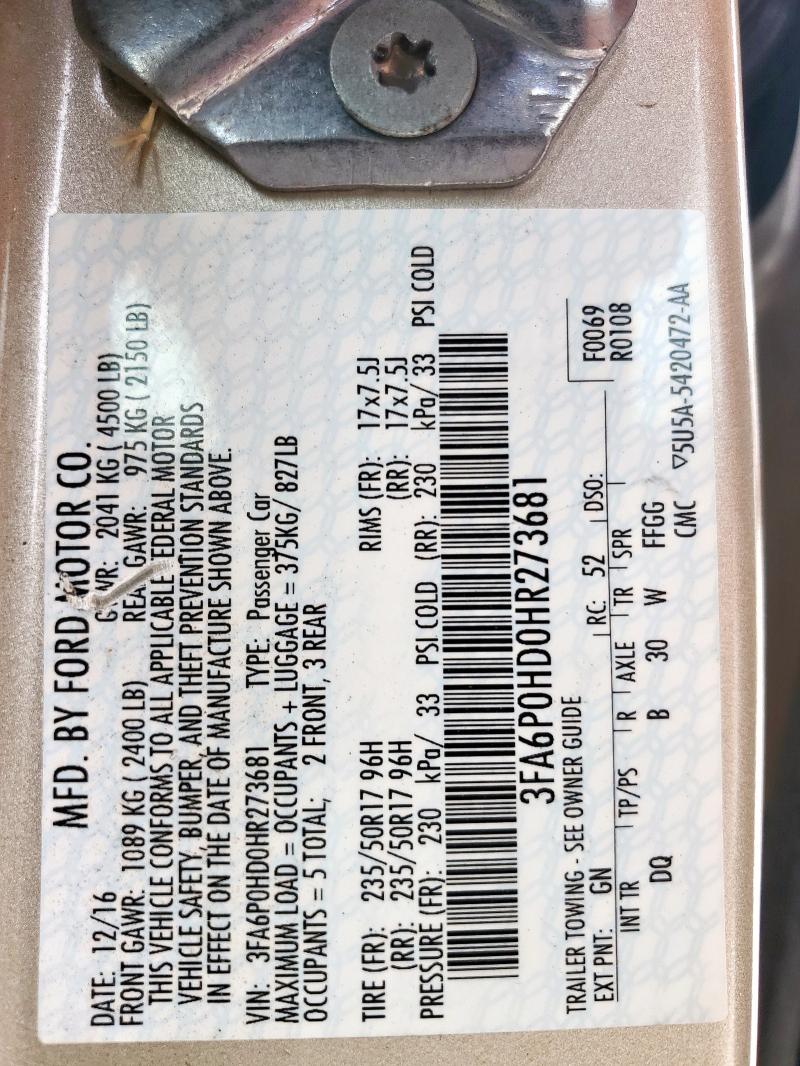 MFD. BY FORD MOTOR CO.
DATE: 12/16 GVWR: 2041 KG ( 4500 LB)
FRONT GAWR: 1089 KG ( 2400 LB) REAR GAWR: 975 KG ( 2150 LB)
THIS VEHICLE CONFORMS TO ALL APPLICABLE FEDERAL MOTOR
VEHICLE SAFETY, BUMPER, AND THEFT PREVENTION STANDARDS
IN EFFECT ON THE DATE OF MANUFACTURE SHOWN ABOVE.
VIN: 3FA6P0HD0HR273681 TYPE: Passenger Car
MAXIMUM LOAD = OCCUPANTS + LUGGAGE = 375KG/ 827LB
OCCUPANTS = 5 TOTAL; 2 FRONT, 3 REAR
TIRE (FR): 235/50R17 96H RIMS (FR): 17x7.5J
(RR): 235/50R17 96H (RR): 17x7.5J
PRESSURE (FR): 230 kPa/ 33 PSI COLD (RR): 230 kPa/ 33 PSI COLD
3FA6P0HD0HR273681
TRAILER TOWING - SEE OWNER GUIDE
EXT PNT: GN RC: 52 DSO: F0069
R0108
INT TR TP/PS R AXLE TR SPR
DQ B 30 W FFGG
CMC ▽5U5A-5420472-AA